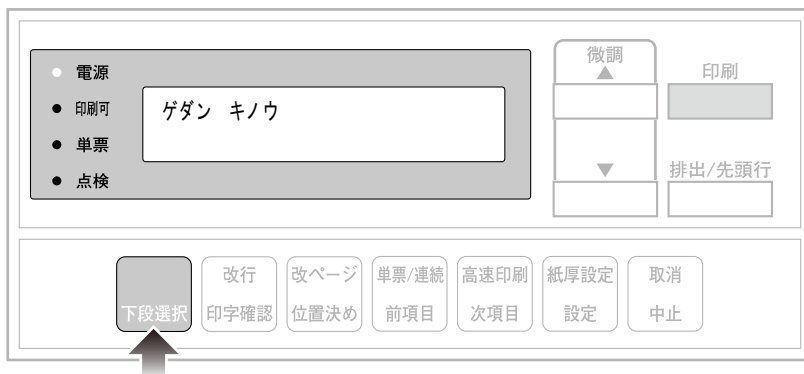 電源
印刷可
単票
点検
ゲダン キノウ
微調
▲
▼
印刷
排出/先頭行
下段選択
改行
印字確認
改ページ
位置決め
単票/連続
前項目
高速印刷
次項目
紙厚設定
設定
取消
中止